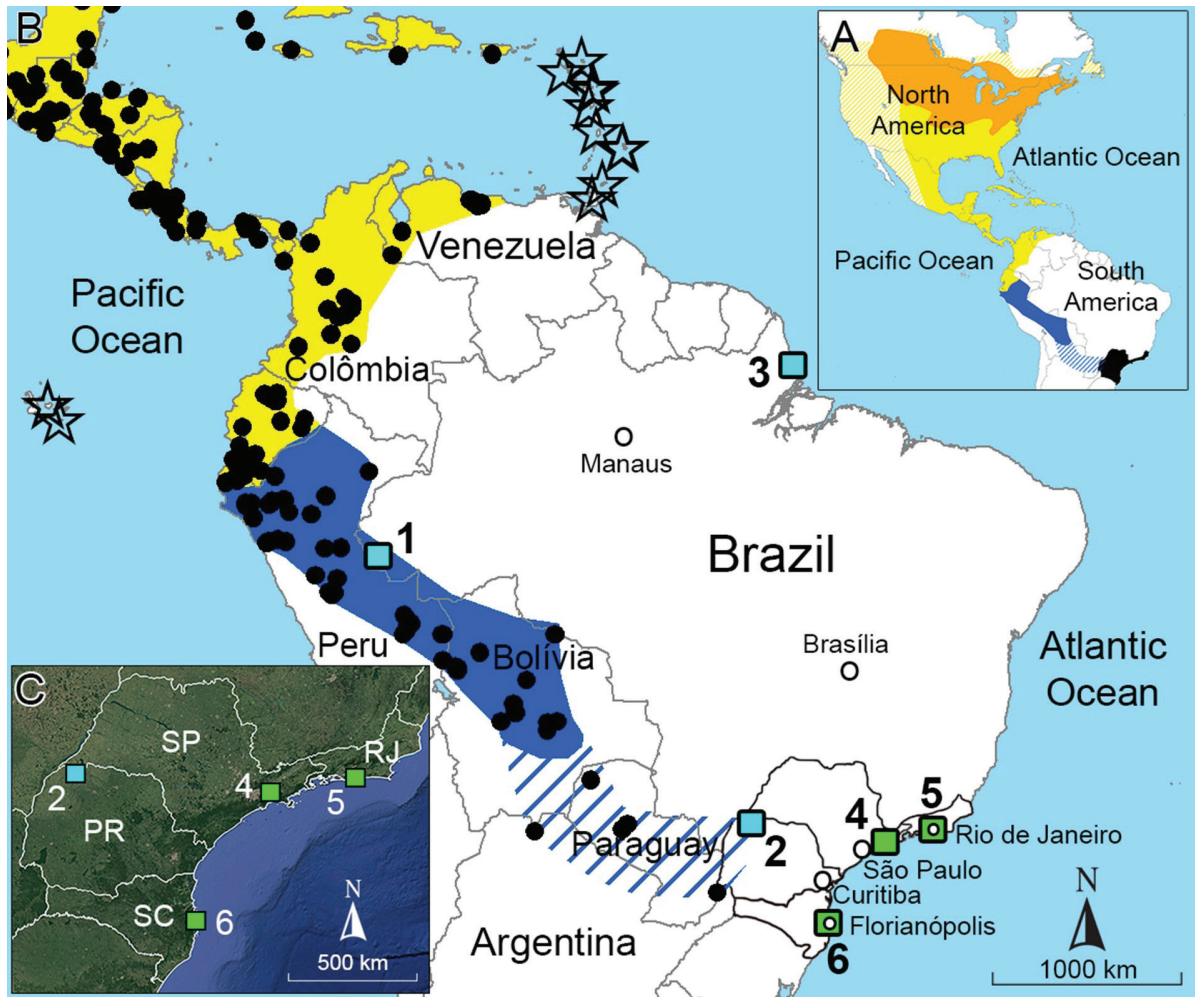 B
A
North
America
Atlantic Ocean
Pacific Ocean
South
America
Venezuela
Pacific
Ocean
Colômbia
3
Manaus
1
Brazil
Peru
Bolívia
Brasília
Atlantic
Ocean
C
SP
RJ
4
5
2
PR
SC
6
N
500 km
Paraguay
2
4
5
Rio de Janeiro
São Paulo
Curitiba
Florianópolis
6
Argentina
N
1000 km